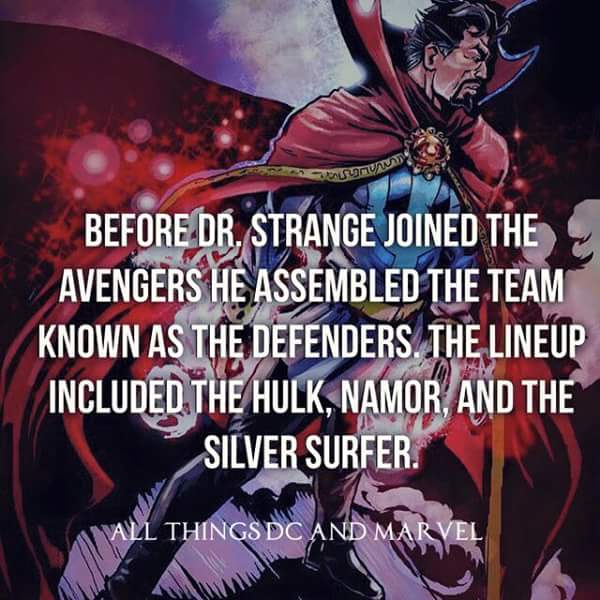 BEFORE DR. STRANGE JOINED THE
AVENGERS HE ASSEMBLED THE TEAM
KNOWN AS THE DEFENDERS. THE LINEUP
INCLUDED THE HULK, NAMOR, AND THE
SILVER SURFER.
ALL THINGS DC AND MARVEL